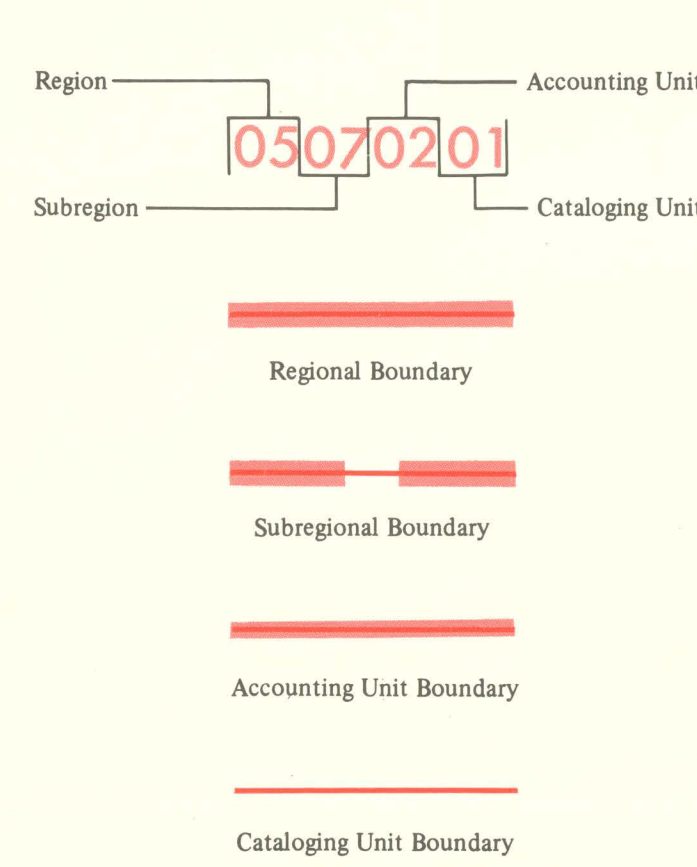 Region
Accounting Unit
05070201
Subregion
Cataloging Unit
Regional Boundary
Subregional Boundary
Accounting Unit Boundary
Cataloging Unit Boundary